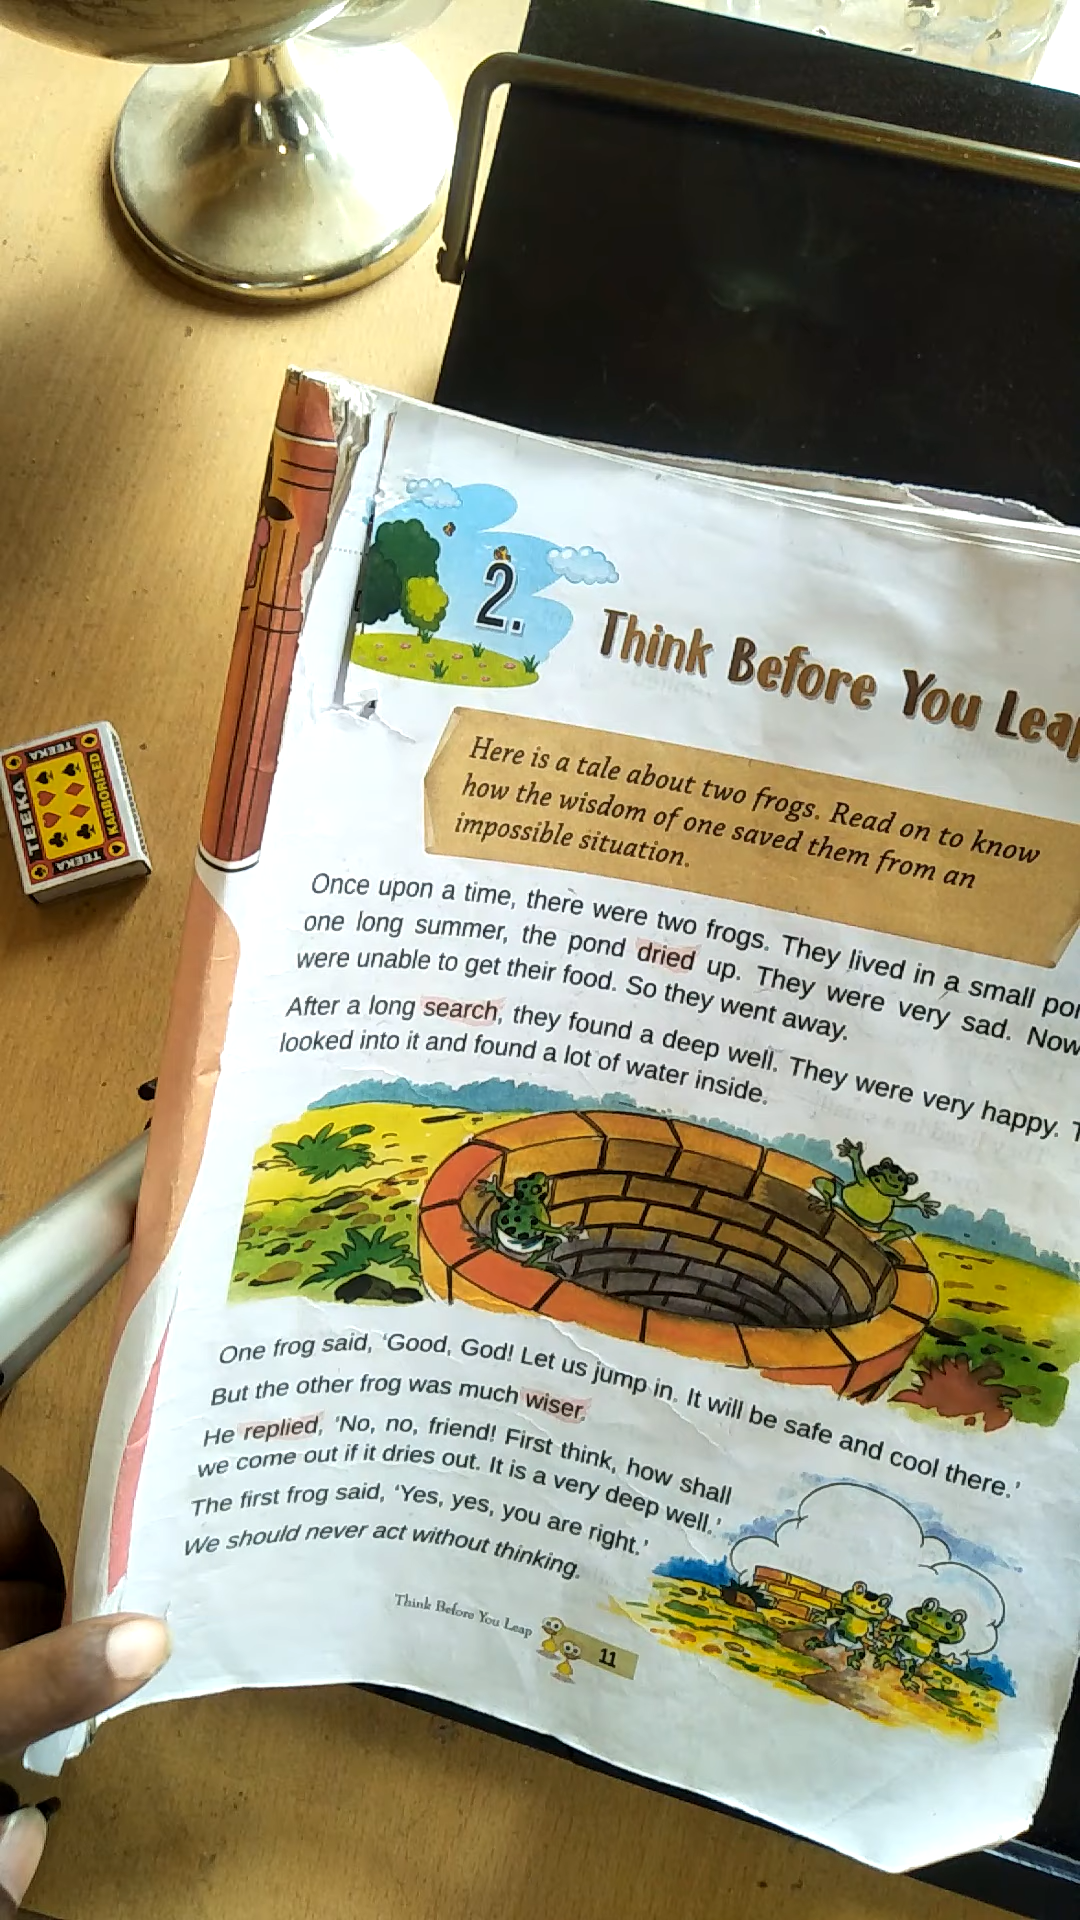 2.
Think Before You Lea
Here is a tale about two frogs. Read on to know
how the wisdom of one saved them from an
impossible situation.
Once upon a time, there were two frogs. They lived in a small
one long summer, the pond dried up. They were very sad. Now
were unable to get their food. So they went away.
After a long search, they found a deep well. They were very happy.
looked into it and found a lot of water inside.
One frog said, ‘Good, God! Let us jump in. It will be safe and cool there.’
But the other frog was much wiser.
He replied, ‘No, no, friend! First think, how shall
we come out if it dries out. It is a very deep well.’
The first frog said, ‘Yes, yes, you are right.’
We should never act without thinking.
Think Before You Leap
11
TEEKA
TEEKA
KARBORISED
TEEKA